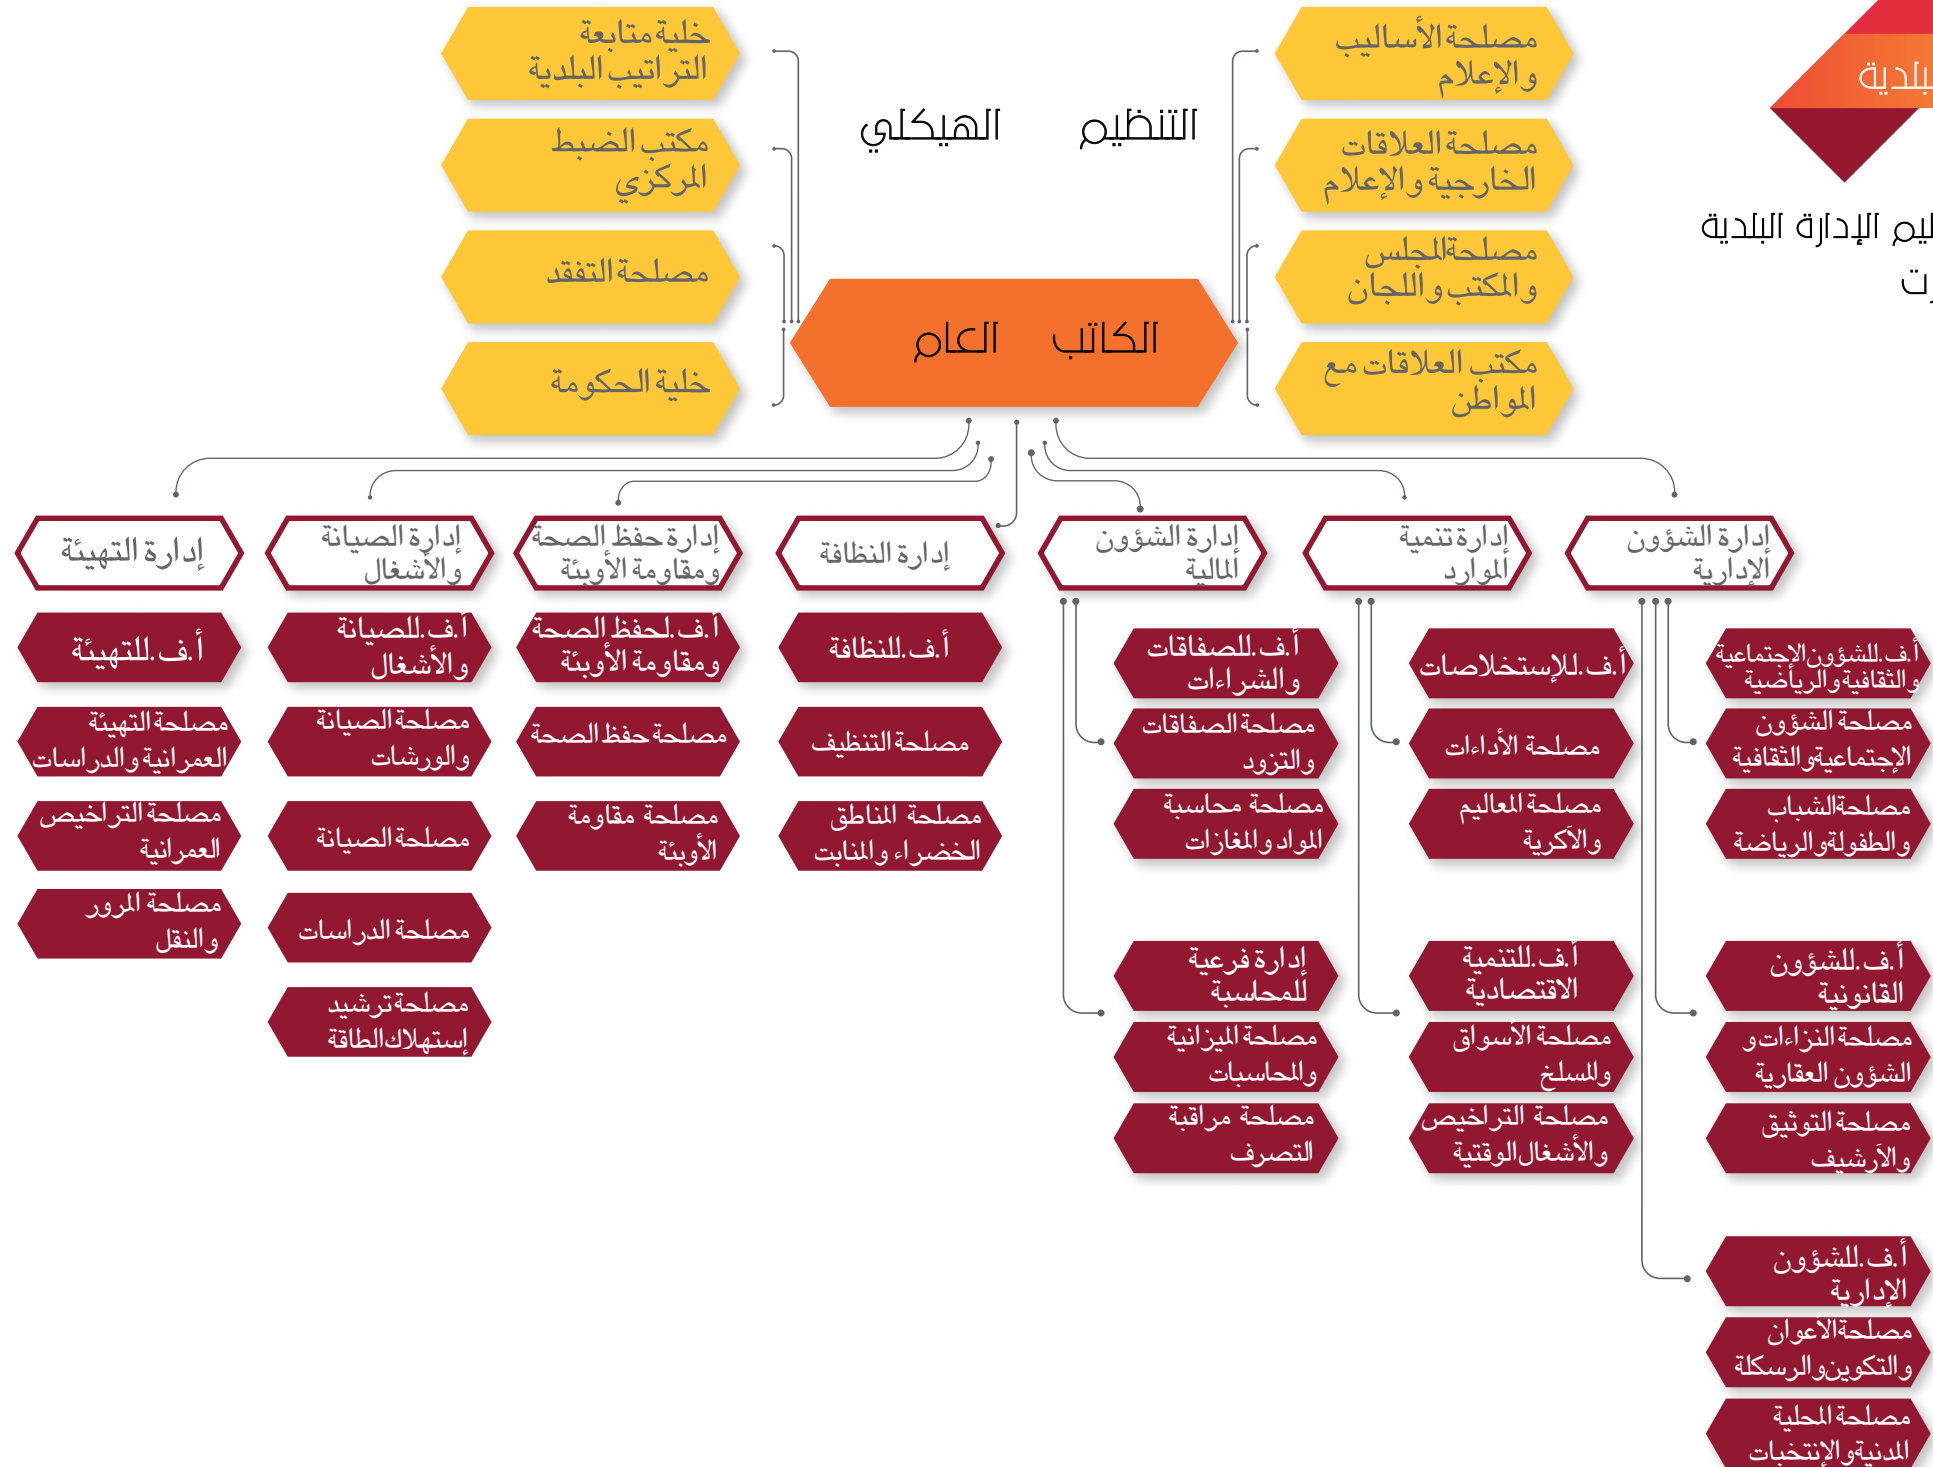 بلدية
الإدارة البلدية
التنظيم الهيكلي
مصلحة الأساليب
والإعلام
مصلحة العلاقات
الخارجية والإعلام
مصلحة المجلس
والمكتب واللجان
مكتب العلاقات مع
المواطن
خلية متابعة
التراتيب البلدية
مكتب الضبط
المركزي
مصلحة التفقد
خلية الحكومة
الكاتب العام
إدارة الشؤون
الإدارية
أ.ف.للشؤون الإجتماعية
والثقافية والرياضية
مصلحة الشؤون
الإجتماعية والثقافية
مصلحة الشباب
والطفولة والرياضة
أ.ف.للشؤون
القانونية
مصلحة النزاعات و
الشؤون العقارية
مصلحة التوثيق
والأرشيف
أ.ف.للشؤون
الإدارية
مصلحة الأعوان
والتكوين والرسكلة
مصلحة المحلية
المدنية والإنتخبات
إدارة تنمية
الموارد
أ.ف.للإستخلاصات
مصلحة الأداءات
مصلحة المعاليم
والأكرية
أ.ف.للتنمية
الاقتصادية
مصلحة الأسواق
والمسلخ
مصلحة التراخيص
والأشغال الوقتية
إدارة الشؤون
المالية
أ.ف.للصفاقات
والشراءات
مصلحة الصفاقات
والتزود
مصلحة محاسبة
المواد والمغازات
إدارة فرعية
للمحاسبة
مصلحة الميزانية
والمحاسبات
مصلحة مراقبة
التصرف
إدارة النظافة
أ.ف.للنظافة
مصلحة التنظيف
مصلحة المناطق
الخضراء والمنابت
إدارة حفظ الصحة
ومقاومة الأوبئة
أ.ف.لحفظ الصحة
ومقاومة الأوبئة
مصلحة حفظ الصحة
مصلحة مقاومة
الأوبئة
إدارة الصيانة
والأشغال
أ.ف.للصيانة
والأشغال
مصلحة الصيانة
والورشات
مصلحة الصيانة
مصلحة الدراسات
مصلحة ترشيد
إستهلاك الطاقة
إدارة التهيئة
أ.ف.للتهيئة
مصلحة التهيئة
العمرانية والدراسات
مصلحة التراخيص
العمرانية
مصلحة المرور
والنقل